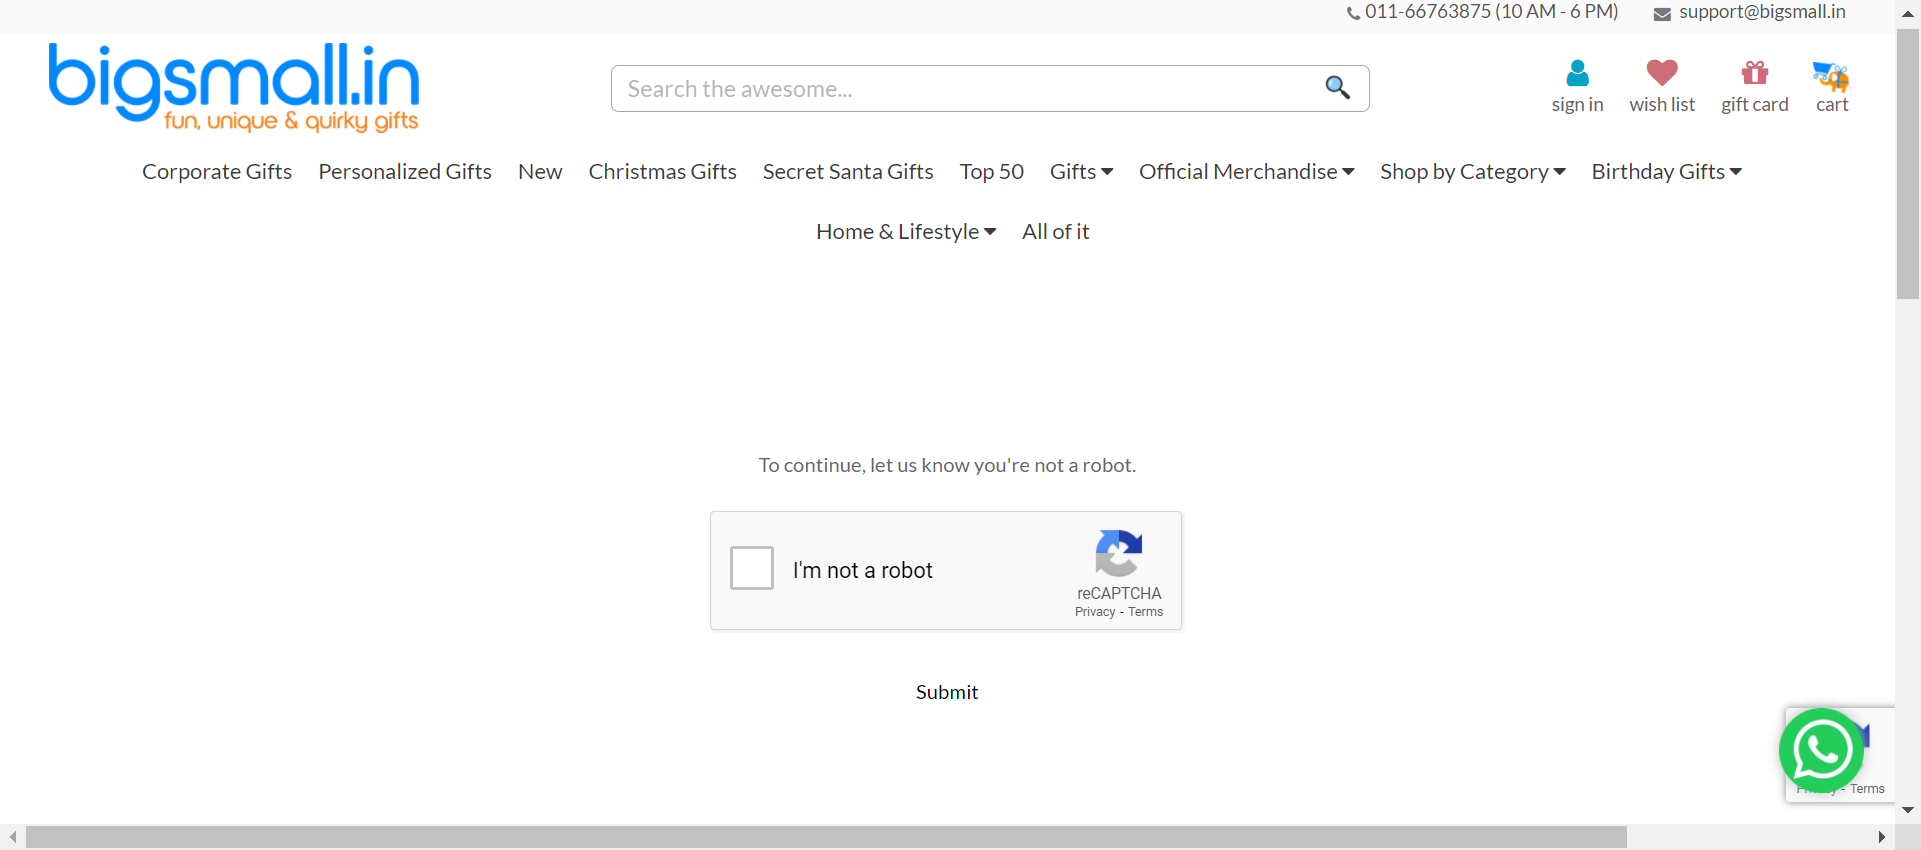 011-66763875 (10 AM - 6 PM) support@bigsmall.in
bigsmall.in
fun, unique & quirky gifts
Search the awesome...
sign in wish list gift card cart
Corporate Gifts Personalized Gifts New Christmas Gifts Secret Santa Gifts Top 50 Gifts Official Merchandise Shop by Category Birthday Gifts
Home & Lifestyle All of it
To continue, let us know you're not a robot.
I'm not a robot
reCAPTCHA
Privacy - Terms
Submit
- Terms